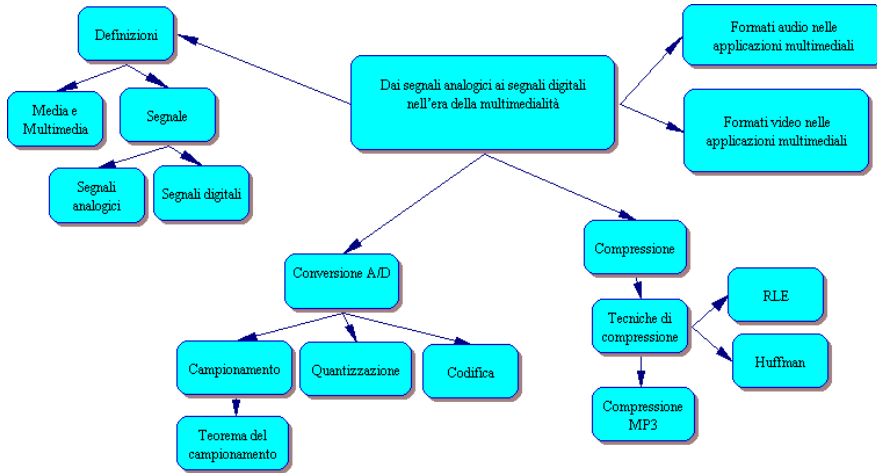 Definizioni
Formati audio nelle
applicazioni multimediali
Dai segnali analogici ai segnali digitali
nell'era della multimedialità
Media e
Multimedia
Segnale
Formati video nelle
applicazioni multimediali
Segnali
analogici
Segnali digitali
Conversione A/D
Compressione
RLE
Tecniche di
compressione
Huffman
Campionamento
Quantizzazione
Codifica
Compressione
MP3
Teorema del
campionamento